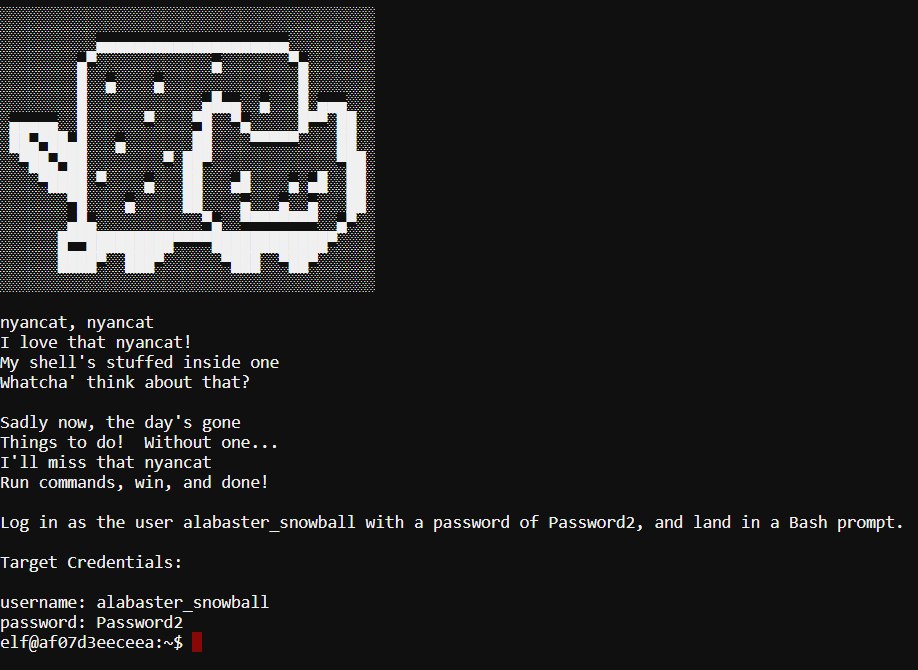 nyancat, nyancat
I love that nyancat!
My shell's stuffed inside one
Whatcha' think about that?
Sadly now, the day's gone
Things to do!  Without one...
I'll miss that nyancat
Run commands, win, and done!
Log in as the user alabaster_snowball with a password of Password2, and land in a Bash prompt.
Target Credentials:
username: alabaster_snowball
password: Password2
elf@af07d3eeceea:~$